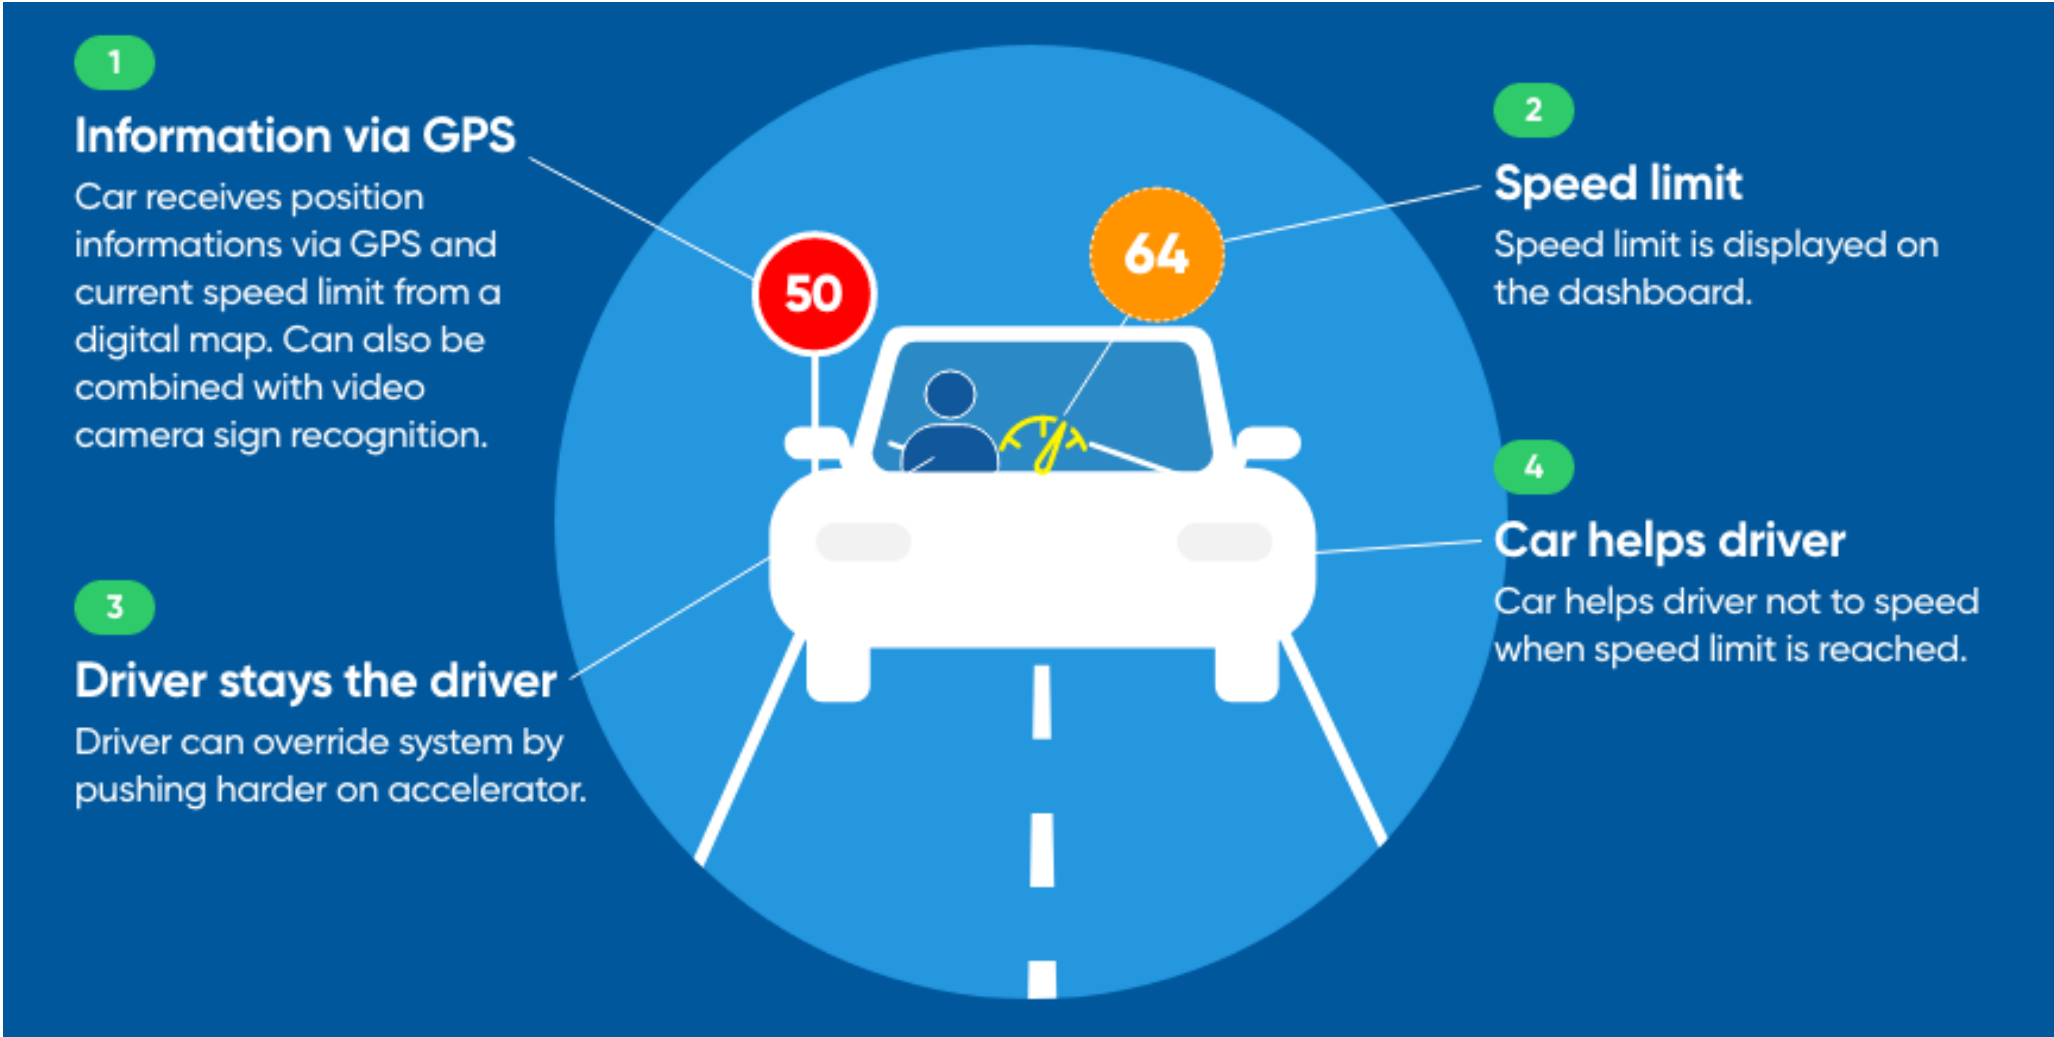 1
Information via GPS
Car receives position
informations via GPS and
current speed limit from a
digital map. Can also be
combined with video
camera sign recognition.
50
64
2
Speed limit
Speed limit is displayed on
the dashboard.
3
Driver stays the driver
Driver can override system by
pushing harder on accelerator.
4
Car helps driver
Car helps driver not to speed
when speed limit is reached.